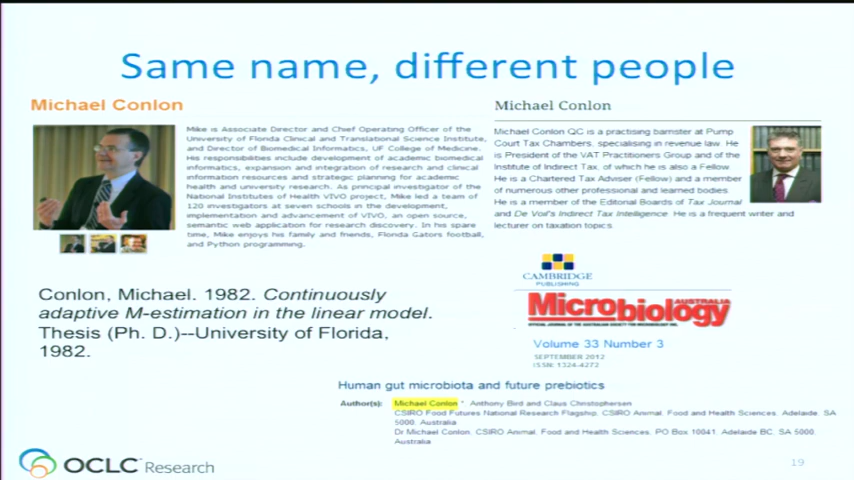 Same name, different people
Michael Conlon
Mike is Associate Director and Chief Operating Officer of the
University of Florida Clinical and Translational Science Institute,
and Director of Biomedical Informatics, UF College of Medicine.
His responsibilities include development of academic biomedical
informatics, expansion and integration of research and clinical
information resources and strategic planning for academic
health and university research. As principal investigator of the
National Institutes of Health VIVO project, Mike led a team of
120 investigators at seven schools in the development,
implementation and advancement of VIVO, an open source,
semantic web application for research discovery. In his spare
time, Mike enjoys his family and friends, Florida Gators football,
and Python programming.
Michael Conlon
Michael Conlon QC is a practising barrister at Pump
Court Tax Chambers, specialising in revenue law. He
is President of the VAT Practitioners Group and of the
Institute of Indirect Tax, of which he is also a Fellow.
He is a Chartered Tax Adviser (Fellow) and a member
of numerous other professional and learned bodies.
He is a member of the Editorial Boards of Tax Journal
and De Voil's Indirect Tax Intelligence. He is a frequent writer and
lecturer on taxation topics.
Conlon, Michael. 1982. Continuously
adaptive M-estimation in the linear model.
Thesis (Ph. D.)--University of Florida,
1982.
CAMBRIDGE
PUBLISHING
Microbiology
AUSTRALIA
OFFICIAL JOURNAL OF THE AUSTRALIAN SOCIETY FOR MICROBIOLOGY INC.
Volume 33 Number 3
SEPTEMBER 2012
ISSN: 1324-4272
Human gut microbiota and future prebiotics
Author(s): Michael Conlon *, Anthony Bird and Claus Christophersen
CSIRO Food Futures National Research Flagship, CSIRO Animal, Food and Health Sciences, Adelaide, SA
5000, Australia
Dr Michael Conlon, CSIRO Animal, Food and Health Sciences, PO Box 10041, Adelaide BC, SA 5000,
Australia
OCLC Research
19